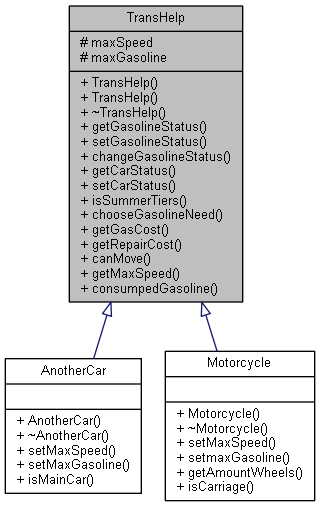 TransHelp
# maxSpeed
# maxGasoline
+ TransHelp()
+ TransHelp()
+ ~TransHelp()
+ getGasolineStatus()
+ setGasolineStatus()
+ changeGasolineStatus()
+ getCarStatus()
+ setCarStatus()
+ isSummerTiers()
+ chooseGasolineNeed()
+ getGasCost()
+ getRepairCost()
+ canMove()
+ getMaxSpeed()
+ consumpedGasoline()
AnotherCar
+ AnotherCar()
+ ~AnotherCar()
+ setMaxSpeed()
+ setMaxGasoline()
+ isMainCar()
Motorcycle
+ Motorcycle()
+ ~Motorcycle()
+ setMaxSpeed()
+ setmaxGasoline()
+ getAmountWheels()
+ isCarriage()